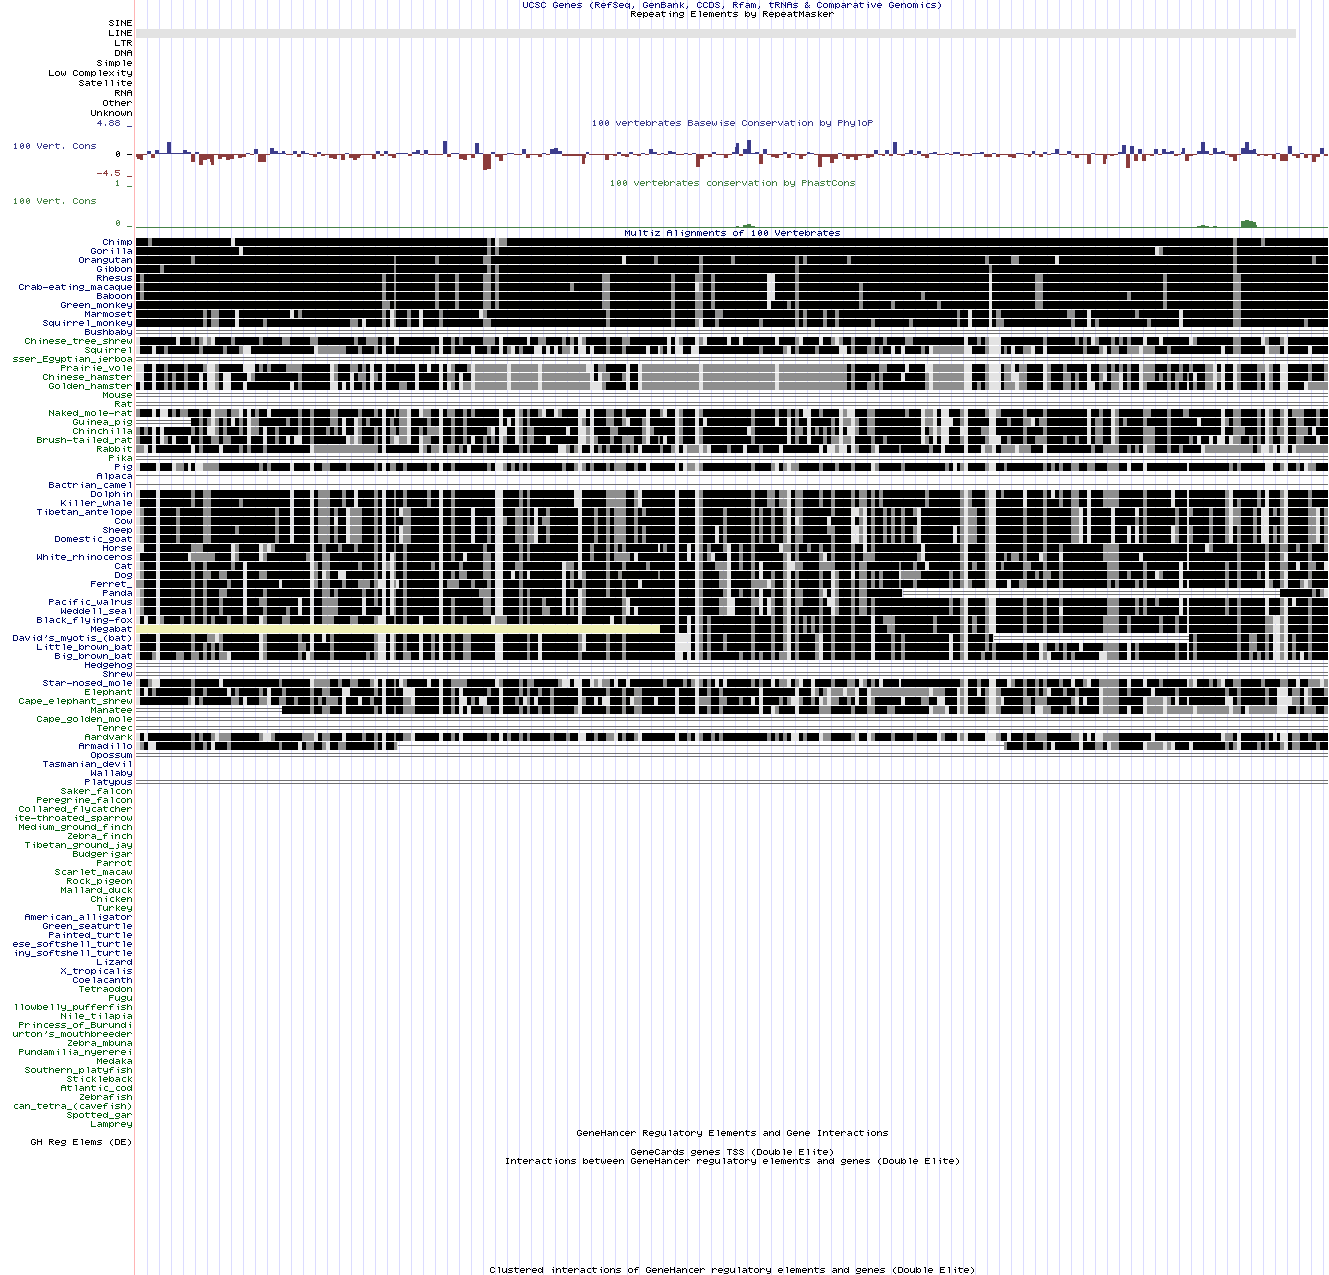 UCSC Genes (RefSeq, GenBank, CCDS, Rfam, tRNAs & Comparative Genomics)
Repeating Elements by RepeatMasker
SINE
LINE
LTR
DNA
Simple
Low Complexity
Satellite
RNA
Other
Unknown
4.88 _
100 vertebrates Basewise Conservation by PhyloP
100 Vert. Cons
0 -
-4.5 _
1 _
100 vertebrates conservation by PhastCons
100 Vert. Cons
0 _
Multiz Alignments of 100 Vertebrates
Chimp
Gorilla
Orangutan
Gibbon
Rhesus
Crab-eating_macaque
Baboon
Green_monkey
Marmoset
Squirrel_monkey
Bushbaby
Chinese_tree_shrew
Squirrel
sser_Egyptian_jerboa
Prairie_vole
Chinese_hamster
Golden_hamster
Mouse
Rat
Naked_mole-rat
Guinea_pig
Chinchilla
Brush-tailed_rat
Rabbit
Pika
Pig
Alpaca
Bactrian_camel
Dolphin
Killer_whale
Tibetan_antelope
Cow
Sheep
Domestic_goat
Horse
White_rhinoceros
Cat
Dog
Ferret_
Panda
Pacific_walrus
Weddell_seal
Black_flying-fox
Megabat
David's_myotis_(bat)
Little_brown_bat
Big_brown_bat
Hedgehog
Shrew
Star-nosed_mole
Elephant
Cape_elephant_shrew
Manatee
Cape_golden_mole
Tenrec
Aardvark
Armadillo
Opossum
Tasmanian_devil
Wallaby
Platypus
Saker_falcon
Peregrine_falcon
Collared_flycatcher
ite-throated_sparrow
Medium_ground_finch
Zebra_finch
Tibetan_ground_jay
Budgerigar
Parrot
Scarlet_macaw
Rock_pigeon
Mallard_duck
Chicken
Turkey
American_alligator
Green_seaturtle
Painted_turtle
ese_softshell_turtle
iny_softshell_turtle
Lizard
X_tropicalis
Coelacanth
Tetraodon
Fugu
llowbelly_pufferfish
Nile_tilapia
Princess_of_Burundi
urton's_mouthbreeder
Zebra_mbuna
Pundamilia_nyererei
Medaka
Southern_platyfish
Stickleback
Atlantic_cod
Zebrafish
can_tetra_(cavefish)
Spotted_gar
Lamprey
GeneHancer Regulatory Elements and Gene Interactions
GH Reg Elems (DE)
GeneCards genes TSS (Double Elite)
Interactions between GeneHancer regulatory elements and genes (Double Elite)
Clustered interactions of GeneHancer regulatory elements and genes (Double Elite)